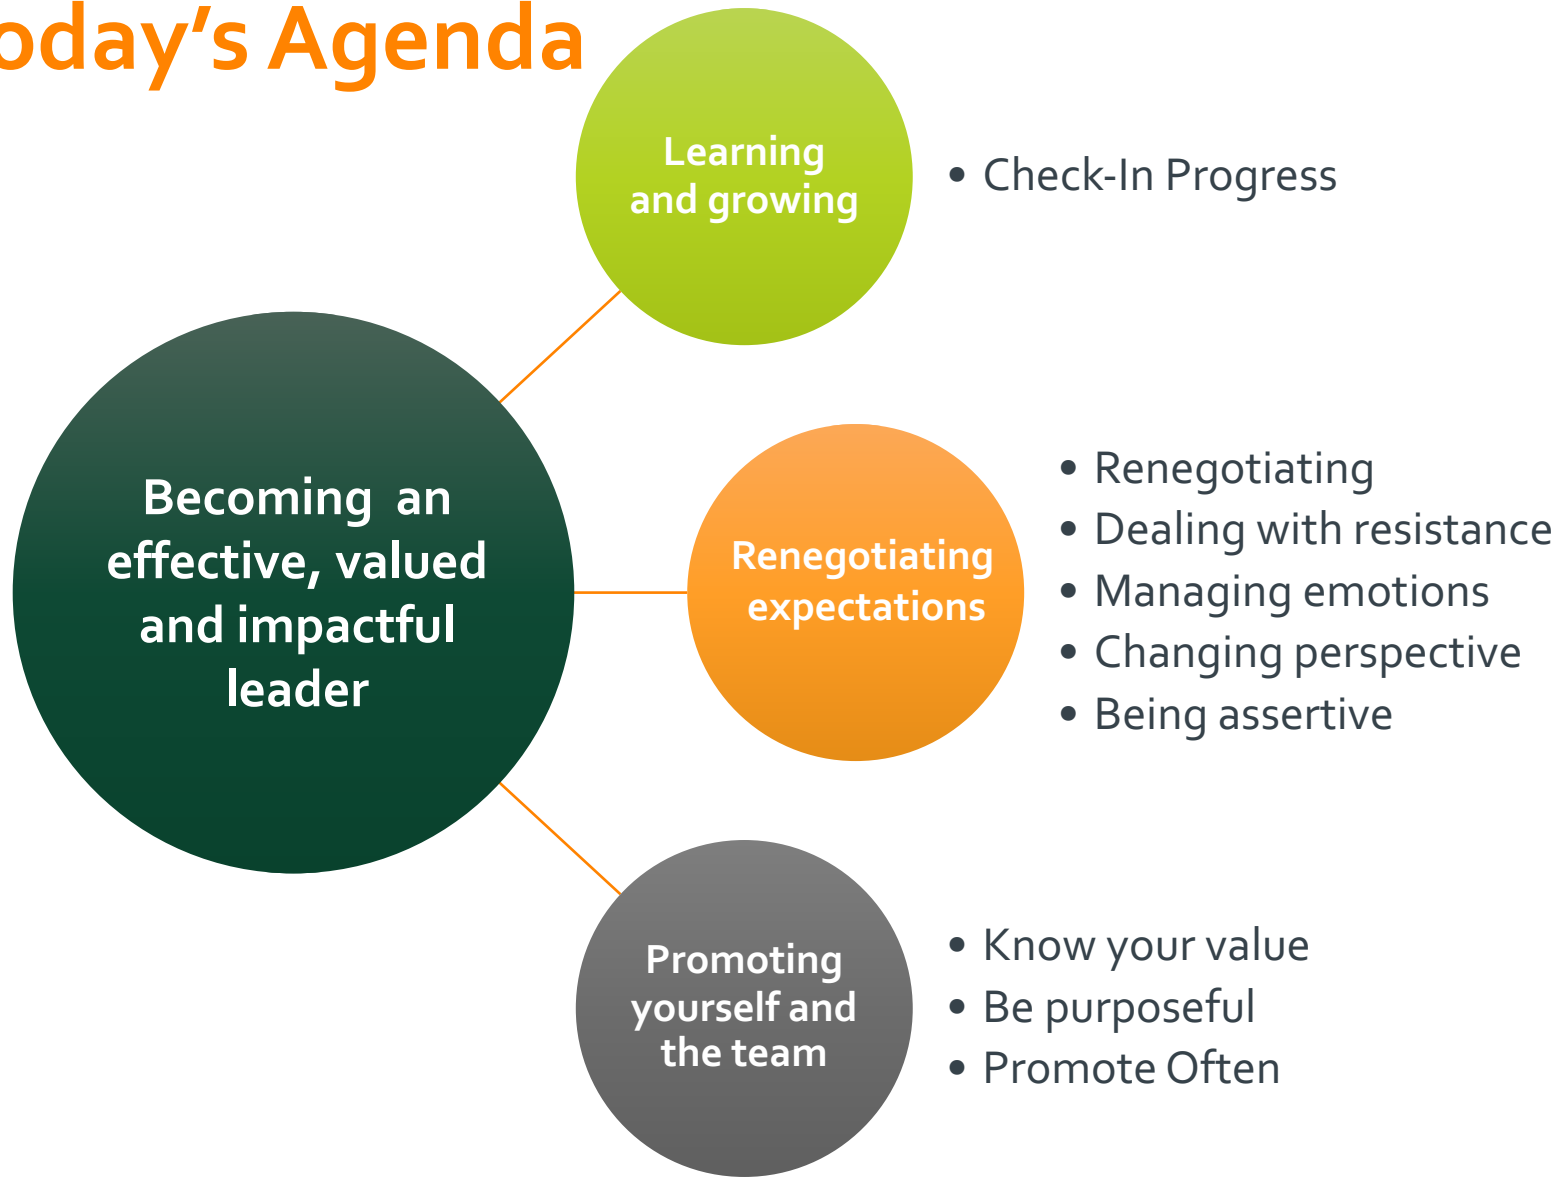 oday's Agenda
Learning
and growing
• Check-In Progress
Becoming an
effective, valued
and impactful
leader
Renegotiating
expectations
• Renegotiating
• Dealing with resistance
• Managing emotions
• Changing perspective
• Being assertive
Promoting
yourself and
the team
• Know your value
• Be purposeful
• Promote Often